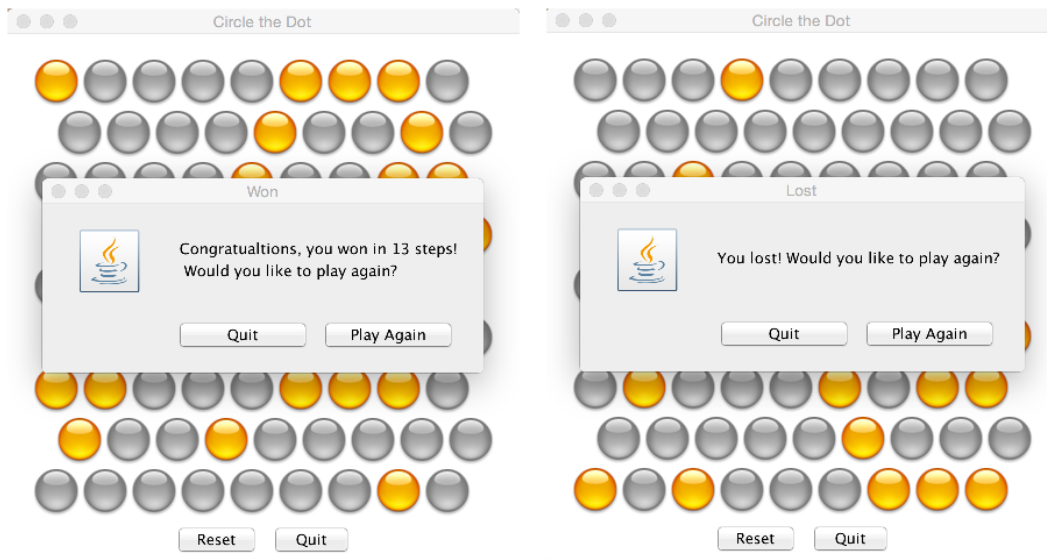 Circle the Dot
Won
Congratualtions, you won in 13 steps!
Would you like to play again?
Quit
Play Again
Reset
Quit
Circle the Dot
Lost
You lost! Would you like to play again?
Quit
Play Again
Reset
Quit